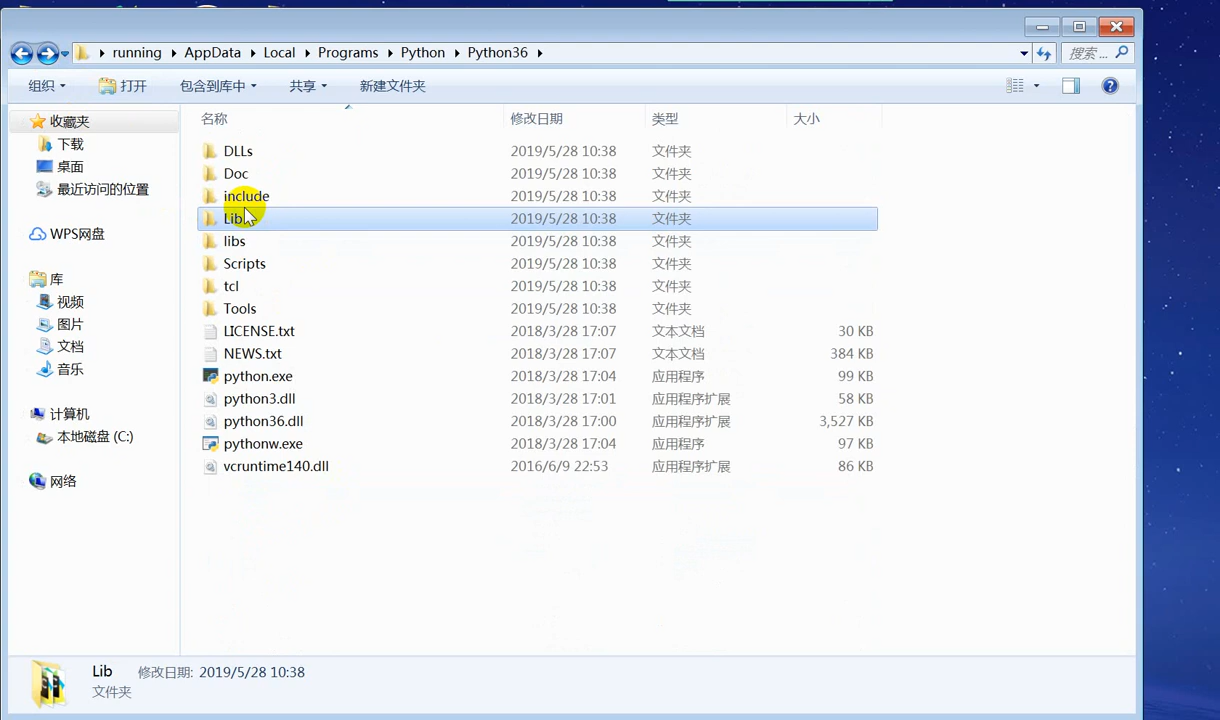 running AppData Local Programs Python Python36 搜索 ...
组织 打开 包含到库中 共享 新建文件夹
收藏夹
下载
桌面
最近访问的位置
WPS网盘
库
视频
图片
文档
音乐
计算机
本地磁盘 (C:)
网络
名称 修改日期 类型 大小
DLLs 2019/5/28 10:38 文件夹
Doc 2019/5/28 10:38 文件夹
include 2019/5/28 10:38 文件夹
Lib 2019/5/28 10:38 文件夹
libs 2019/5/28 10:38 文件夹
Scripts 2019/5/28 10:38 文件夹
tcl 2019/5/28 10:38 文件夹
Tools 2019/5/28 10:38 文件夹
LICENSE.txt 2018/3/28 17:07 文本文档 30 KB
NEWS.txt 2018/3/28 17:07 文本文档 384 KB
python.exe 2018/3/28 17:04 应用程序 99 KB
python3.dll 2018/3/28 17:01 应用程序扩展 58 KB
python36.dll 2018/3/28 17:00 应用程序扩展 3,527 KB
pythonw.exe 2018/3/28 17:04 应用程序 97 KB
vcruntime140.dll 2016/6/9 22:53 应用程序扩展 86 KB
Lib 修改日期: 2019/5/28 10:38
文件夹